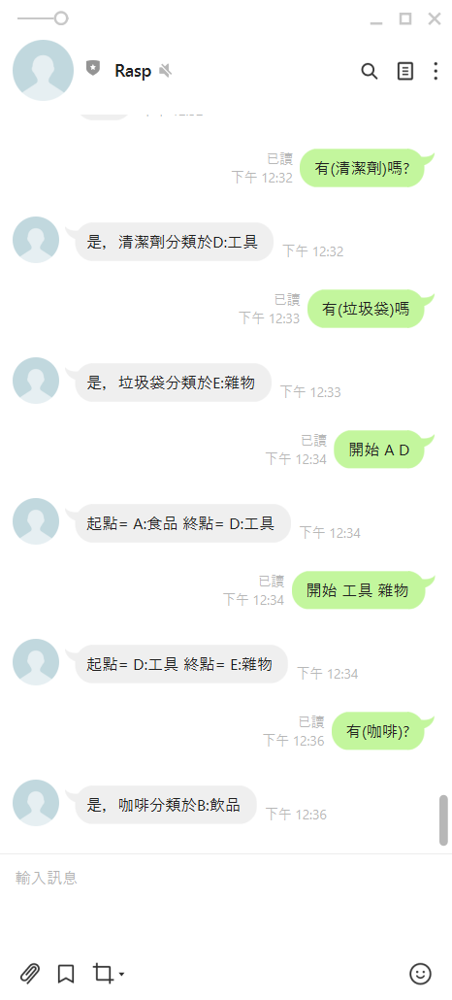 Rasp
已讀
下午 12:32
有(清潔劑)嗎?
是，清潔劑分類於D:工具
下午 12:32
已讀
下午 12:33
有(垃圾袋)嗎
是，垃圾袋分類於E:雜物
下午 12:33
已讀
下午 12:34
開始 A D
起點= A:食品 終點= D:工具
下午 12:34
已讀
下午 12:34
開始 工具 雜物
起點= D:工具 終點= E:雜物
下午 12:34
已讀
下午 12:36
有(咖啡)?
是，咖啡分類於B:飲品
下午 12:36
輸入訊息